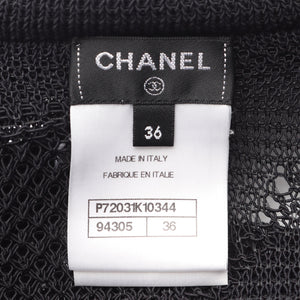 CHANEL
36
MADE IN ITALY
FABRIQUE EN ITALIE
P72031K10344
94305 36